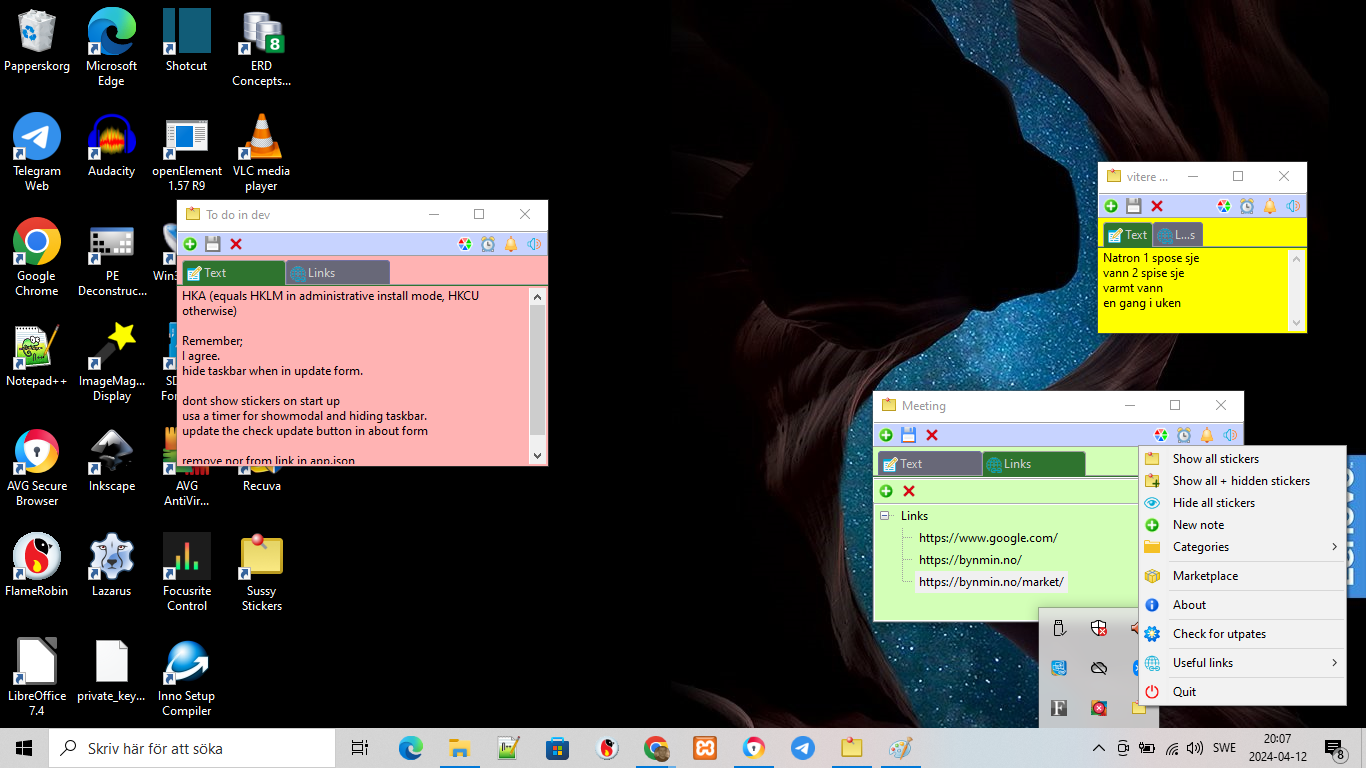 Papperskorg
Microsoft Edge
Shotcut
ERD Concepts...
8
Telegram Web
Audacity
openElement 1.57 R9
VLC media player
Google Chrome
PE Deconstruc...
Win3
Notepad++
ImageMag... Display
SD
For
AVG Secure Browser
Inkscape
AVG AntiVir...
Recuva
FlameRobin
Lazarus
Focusrite Control
Sussy Stickers
LibreOffice 7.4
private_key...
Inno Setup Compiler
To do in dev
Text
Links
HKA (equals HKLM in administrative install mode, HKCU
otherwise)
Remember;
I agree.
hide taskbar when in update form.
dont show stickers on start up
usa a timer for showmodal and hiding taskbar.
update the check update button in about form
remove nor from link in app.json
vitere ...
Text
L...s
Natron 1 spose sje
vann 2 spise sje
varmt vann
en gang i uken
Meeting
Text
Links
Links
https://www.google.com/
https://bynmin.no/
https://bynmin.no/market/
Show all stickers
Show all + hidden stickers
Hide all stickers
New note
Categories
Marketplace
About
Check for utpates
Useful links
Quit
Skriv här för att söka
SWE
20:07
2024-04-12
8